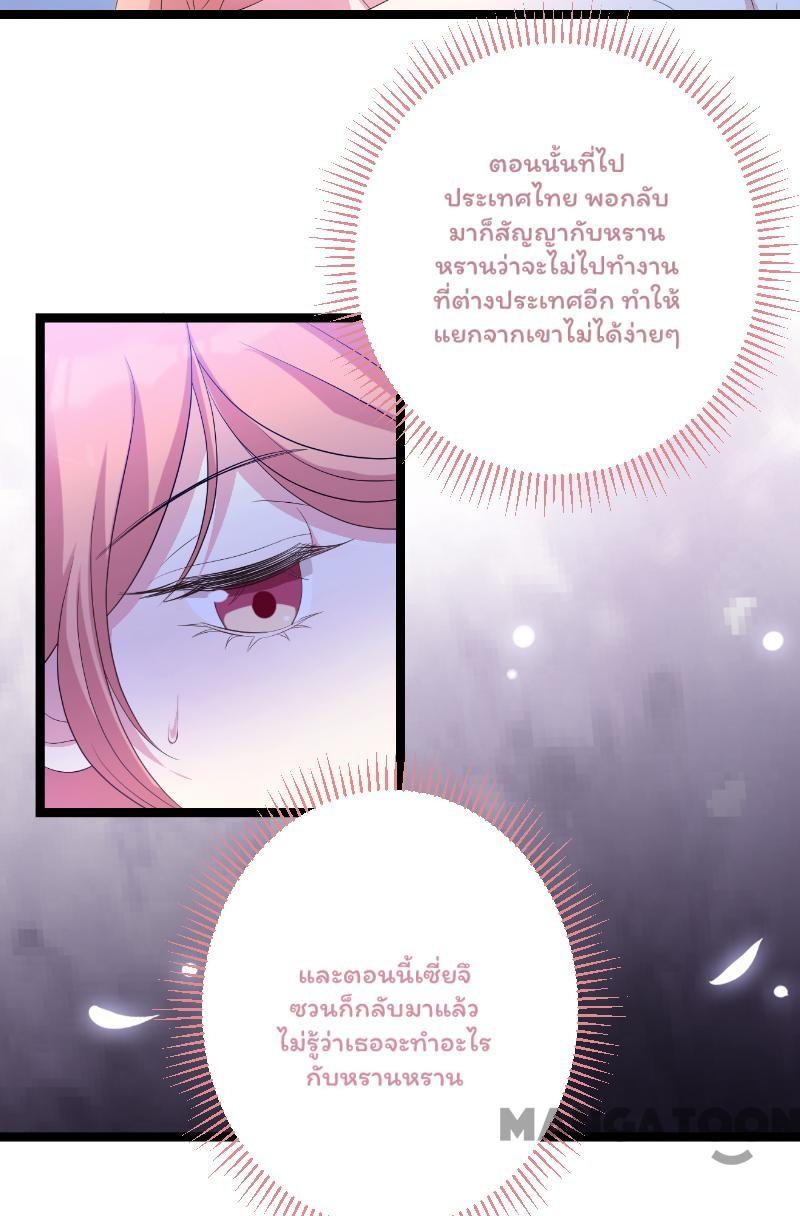 ตอนนั้นที่ไป
ประเทศไทย พอกลับ
มาก็สัญญากับหราน
หรานว่าจะไม่ไปทำงาน
ที่ต่างประเทศอีก ทำให้
แยกจากเขาไม่ได้ง่ายๆ
และตอนนี้เซี่ยจึ
ซวนก็กลับมาแล้ว
ไม่รู้ว่าเธอจะทำอะไร
กับหรานหราน
MANGATOON